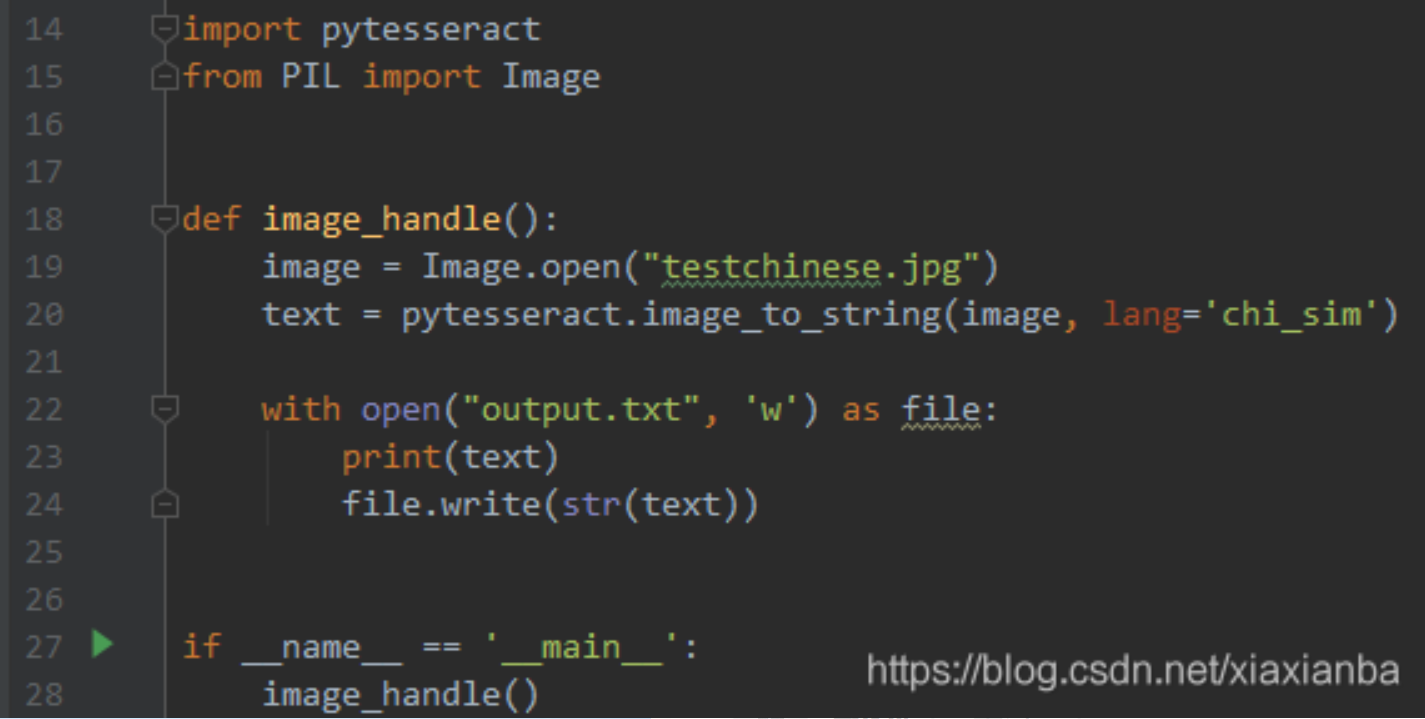 14 import pytesseract
15 from PIL import Image
16
17
18 def image_handle():
19     image = Image.open("testchinese.jpg")
20     text = pytesseract.image_to_string(image, lang='chi_sim')
21
22     with open("output.txt", 'w') as file:
23         print(text)
24         file.write(str(text))
25
26
27 if __name__ == '__main__':
28     image_handle()
https://blog.csdn.net/xiaxianba